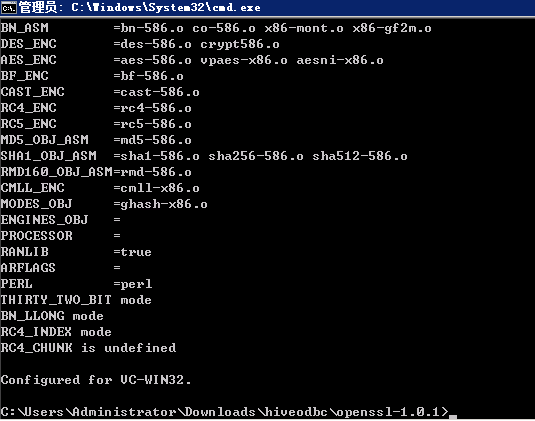 管理员: C:\Windows\System32\cmd.exe
BN_ASM        =bn-586.o co-586.o x86-mont.o x86-gf2m.o
DES_ENC       =des-586.o crypt586.o
AES_ENC       =aes-586.o vpaes-x86.o aesni-x86.o
BF_ENC        =bf-586.o
CAST_ENC      =cast-586.o
RC4_ENC       =rc4-586.o
RC5_ENC       =rc5-586.o
MD5_OBJ_ASM   =md5-586.o
SHA1_OBJ_ASM  =sha1-586.o sha256-586.o sha512-586.o
RMD160_OBJ_ASM=rmd-586.o
CMLL_ENC      =cmll-x86.o
MODES_OBJ     =ghash-x86.o
ENGINES_OBJ   =
PROCESSOR     =
RANLIB        =true
ARFLAGS       =
PERL          =perl
THIRTY_TWO_BIT mode
BN_LLONG mode
RC4_INDEX mode
RC4_CHUNK is undefined
Configured for VC-WIN32.
C:\Users\Administrator\Downloads\hiveodbc\openssl-1.0.1>